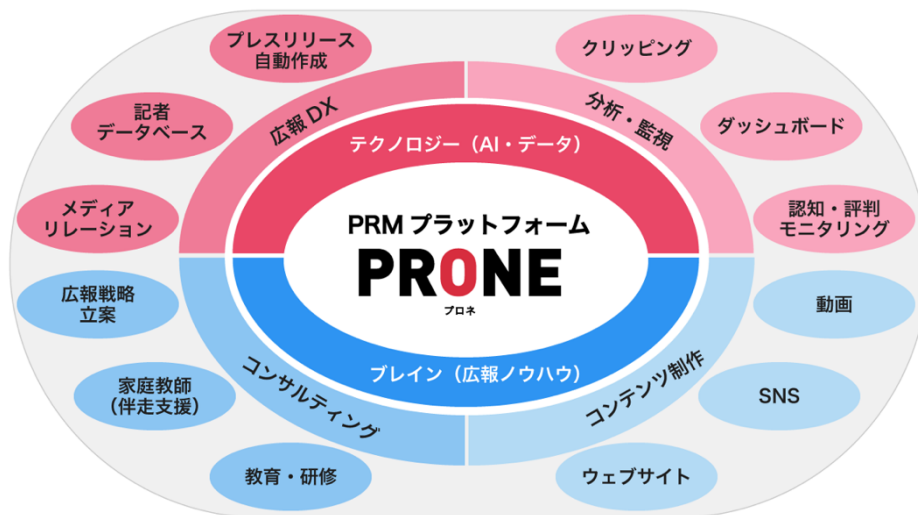 プレスリリース
自動作成
クリッピング
記者
データベース
広報 DX
分析・監視
ダッシュボード
テクノロジー（AI・データ）
メディア
リレーション
PRM プラットフォーム
PRONE
プロネ
認知・評判
モニタリング
広報戦略
立案
動画
ブレイン（広報ノウハウ）
家庭教師
（伴走支援）
コンサルティング
コンテンツ制作
SNS
教育・研修
ウェブサイト